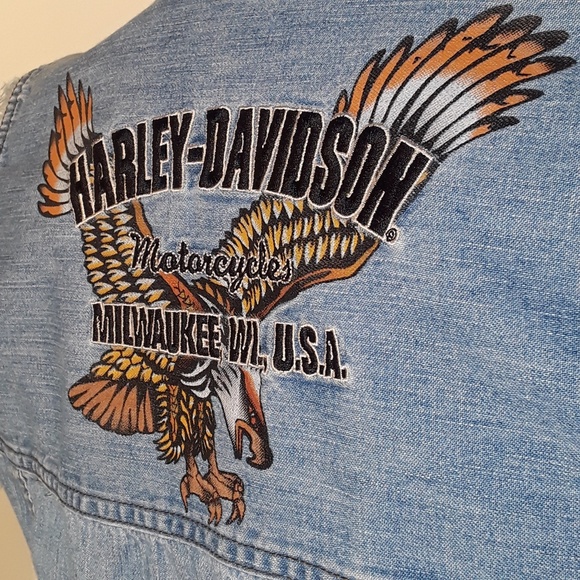 HARLEY-DAVIDSON®
Motorcycles
MILWAUKEE, WI., U.S.A.